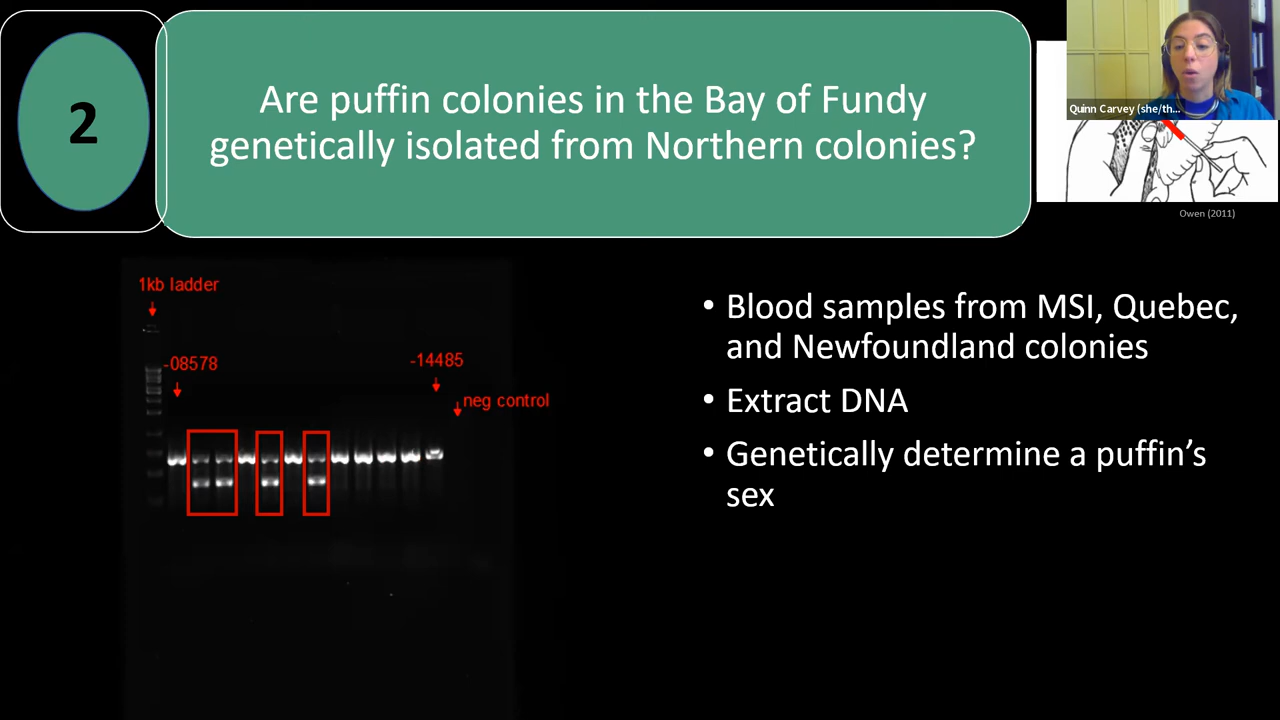 2
Are puffin colonies in the Bay of Fundy
genetically isolated from Northern colonies?
Quinn Carvey (she/th...
Owen (2011)
1kb ladder
-08578
-14485
neg control
• Blood samples from MSI, Quebec,
and Newfoundland colonies
• Extract DNA
• Genetically determine a puffin's
sex